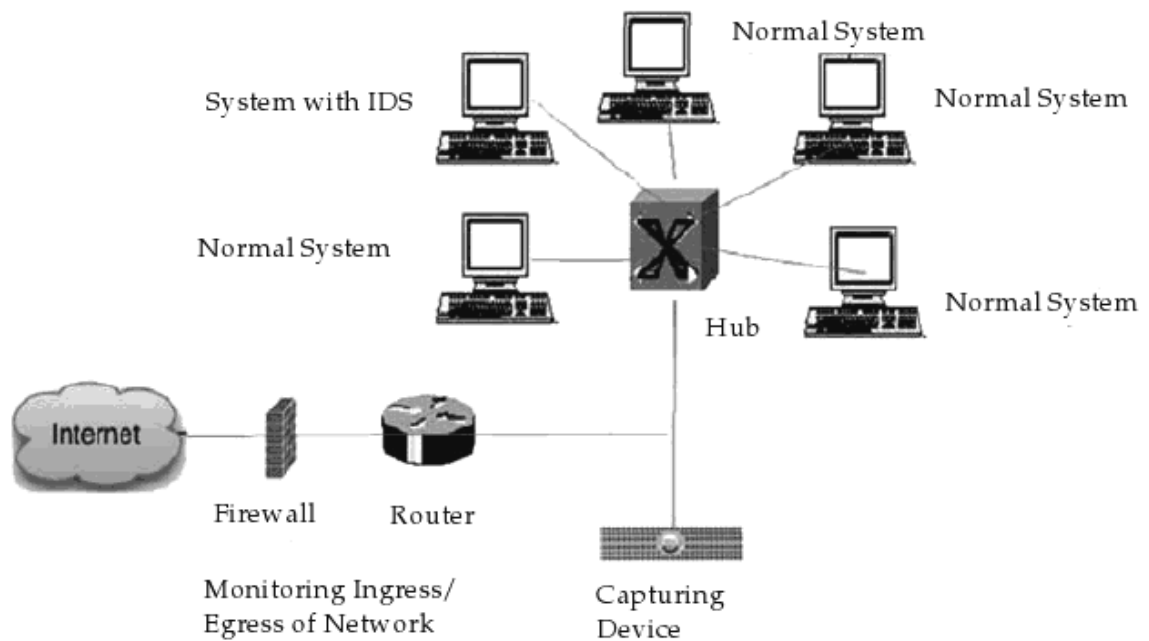 Normal System
System with IDS
Normal System
Normal System
Normal System
Hub
Internet
Firewall
Router
Monitoring Ingress/
Egress of Network
Capturing
Device